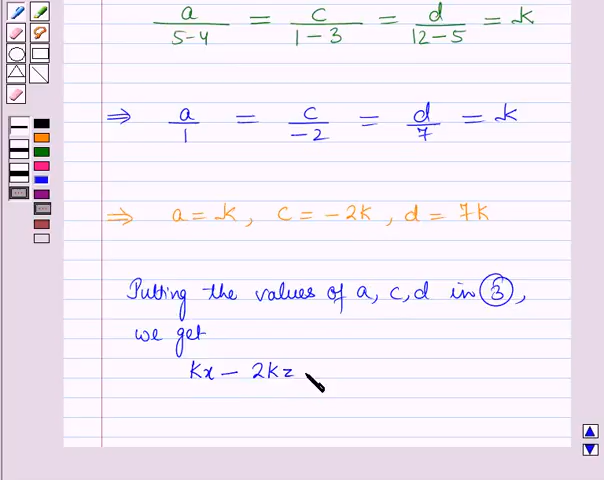 a/5-4 = c/1-3 = d/12-5 = k
⇒ a/1 = c/-2 = d/7 = k
⇒ a = k, c = -2k, d = 7k
Putting the values of a, c, d in ③,
we get
kx - 2kz